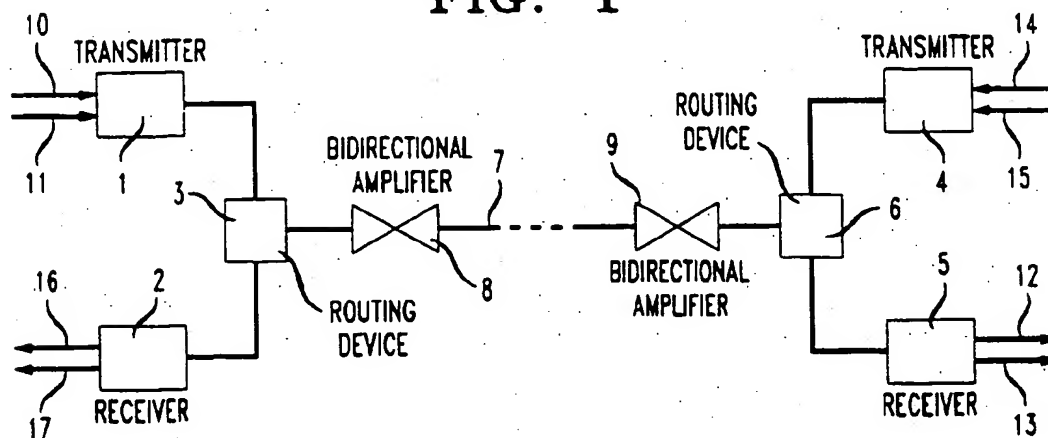 FIG. 1
10
TRANSMITTER
11
1
3
BIDIRECTIONAL
AMPLIFIER
7
8
ROUTING
DEVICE
16
2
17
RECEIVER
TRANSMITTER
14
ROUTING
DEVICE
4
15
9
6
BIDIRECTIONAL
AMPLIFIER
5
12
RECEIVER
13